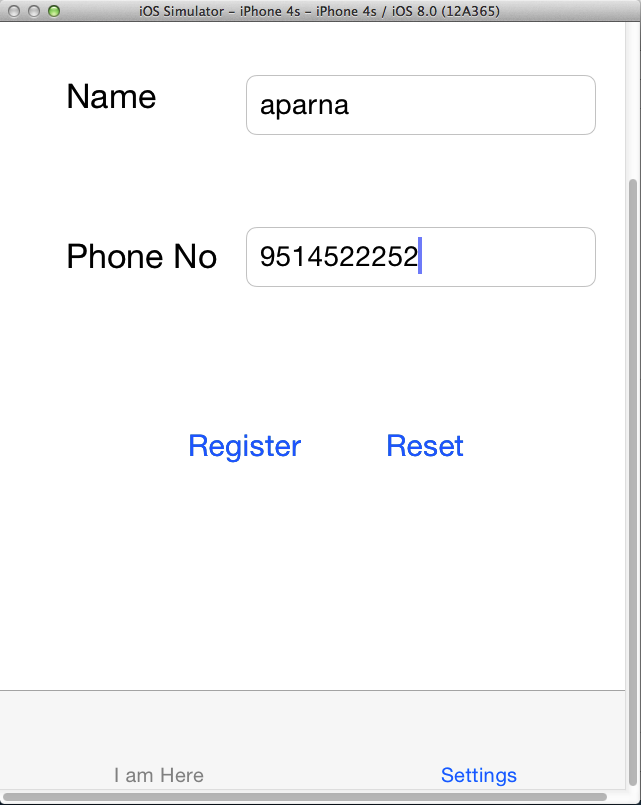 iOS Simulator – iPhone 4s – iPhone 4s / iOS 8.0 (12A365)
Name aparna
Phone No 9514522252
Register Reset
I am Here Settings